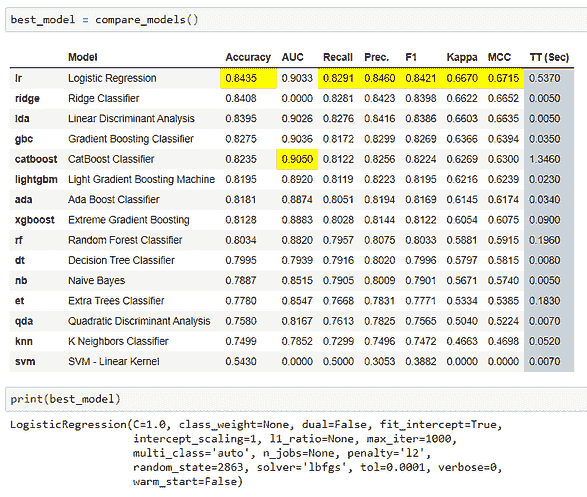 best_model = compare_models()
Model Accuracy AUC Recall Prec. F1 Kappa MCC TT (Sec)
lr Logistic Regression 0.8435 0.9033 0.8291 0.8460 0.8421 0.6670 0.6715 0.5370
ridge Ridge Classifier 0.8408 0.0000 0.8281 0.8423 0.8398 0.6622 0.6652 0.0050
lda Linear Discriminant Analysis 0.8395 0.9026 0.8276 0.8416 0.8386 0.6603 0.6635 0.0050
gbc Gradient Boosting Classifier 0.8275 0.9036 0.8172 0.8299 0.8269 0.6366 0.6394 0.0350
catboost CatBoost Classifier 0.8235 0.9050 0.8122 0.8256 0.8224 0.6269 0.6300 1.3460
lightgbm Light Gradient Boosting Machine 0.8195 0.8920 0.8119 0.8223 0.8195 0.6216 0.6239 0.0230
ada Ada Boost Classifier 0.8181 0.8874 0.8051 0.8194 0.8169 0.6145 0.6174 0.0340
xgboost Extreme Gradient Boosting 0.8128 0.8883 0.8028 0.8144 0.8122 0.6054 0.6075 0.0900
rf Random Forest Classifier 0.8034 0.8820 0.7957 0.8075 0.8033 0.5881 0.5915 0.1960
dt Decision Tree Classifier 0.7995 0.7939 0.7916 0.8020 0.7996 0.5797 0.5815 0.0080
nb Naive Bayes 0.7887 0.8515 0.7905 0.8009 0.7901 0.5671 0.5740 0.0050
et Extra Trees Classifier 0.7780 0.8547 0.7668 0.7831 0.7771 0.5334 0.5385 0.1830
qda Quadratic Discriminant Analysis 0.7580 0.8167 0.7613 0.7825 0.7565 0.5040 0.5224 0.0070
knn K Neighbors Classifier 0.7499 0.7852 0.7299 0.7496 0.7472 0.4663 0.4698 0.0520
svm SVM - Linear Kernel 0.5430 0.0000 0.5000 0.3053 0.3882 0.0000 0.0000 0.0070
print(best_model)
LogisticRegression(C=1.0, class_weight=None, dual=False, fit_intercept=True,
intercept_scaling=1, l1_ratio=None, max_iter=1000,
multi_class='auto', n_jobs=None, penalty='l2',
random_state=2863, solver='lbfgs', tol=0.0001, verbose=0,
warm_start=False)